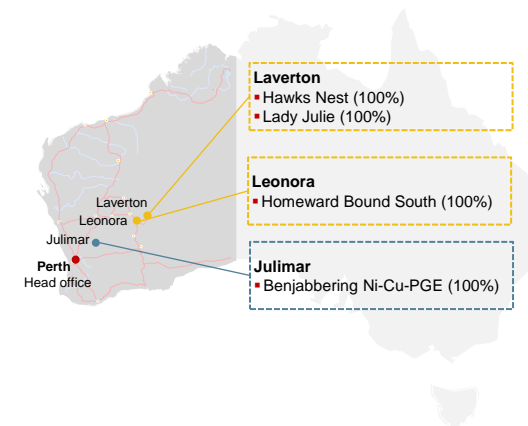 Laverton
Hawks Nest (100%)
Lady Julie (100%)
Leonora
Homeward Bound South (100%)
Julimar
Benjabbering Ni-Cu-PGE (100%)
Laverton
Leonora
Julimar
Perth
Head office